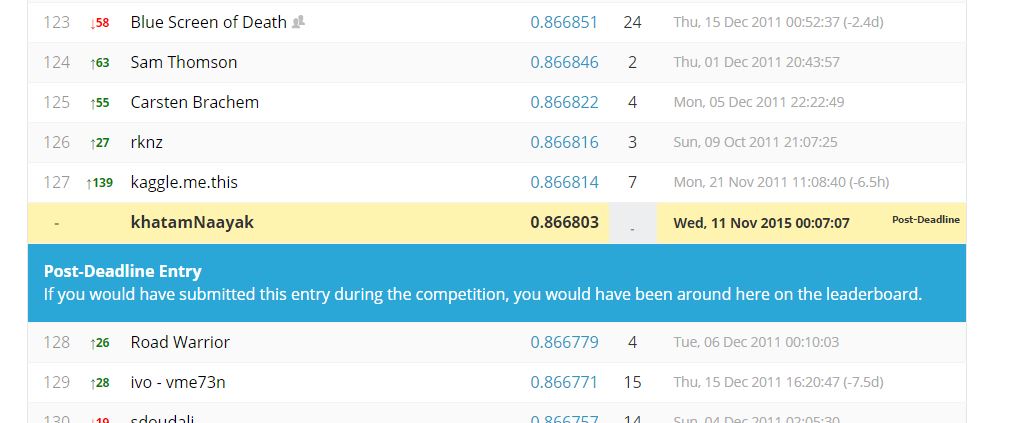 123 ↓58 Blue Screen of Death 0.866851 24 Thu, 15 Dec 2011 00:52:37 (-2.4d)
124 ↑63 Sam Thomson 0.866846 2 Thu, 01 Dec 2011 20:43:57
125 ↑55 Carsten Brachem 0.866822 4 Mon, 05 Dec 2011 22:22:49
126 ↑27 rknz 0.866816 3 Sun, 09 Oct 2011 21:07:25
127 ↑139 kaggle.me.this 0.866814 7 Mon, 21 Nov 2011 11:08:40 (-6.5h)
- khatamNaayak 0.866803 - Wed, 11 Nov 2015 00:07:07 Post-Deadline
Post-Deadline Entry
If you would have submitted this entry during the competition, you would have been around here on the leaderboard.
128 ↑26 Road Warrior 0.866779 4 Tue, 06 Dec 2011 00:10:03
129 ↑28 ivo - vme73n 0.866771 15 Thu, 15 Dec 2011 16:20:47 (-7.5d)
130 ↓19 sdoudali 0.866757 14 Sun, 04 Dec 2011 02:05:30